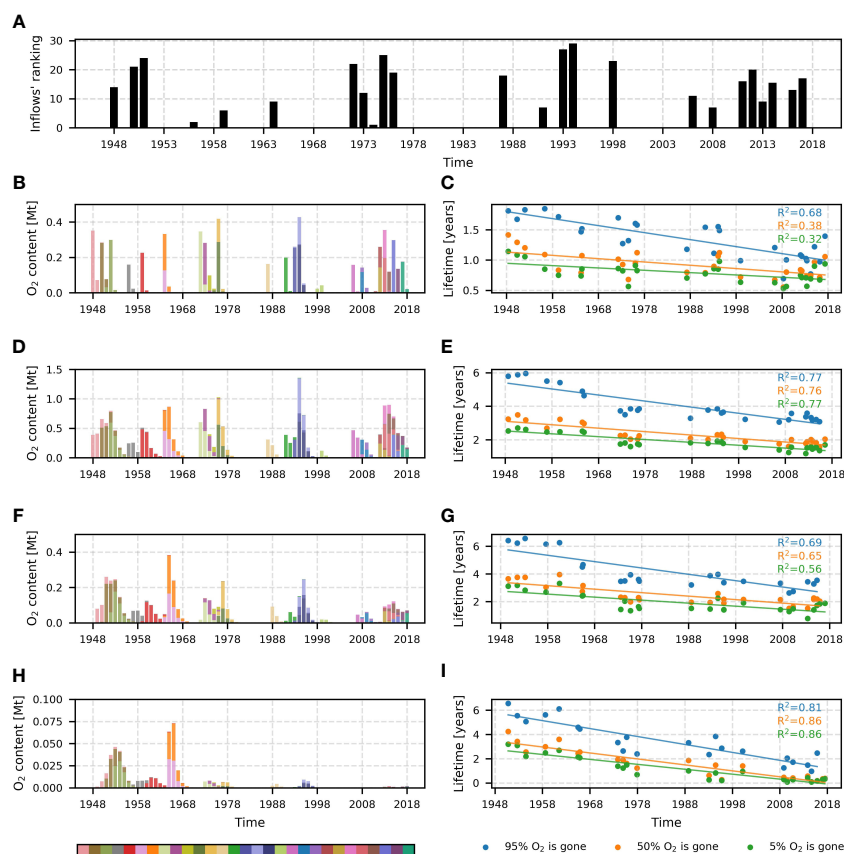 A
Inflows' ranking
30
20
10
0
1948 1953 1958 1963 1968 1973 1978 1983 1988 1993 1998 2003 2008 2013 2018
Time
B
O₂ content [Mt]
0.4
0.2
0.0
1948 1958 1968 1978 1988 1998 2008 2018
C
Lifetime [years]
1.5
1.0
0.5
R²=0.68
R²=0.38
R²=0.32
1948 1958 1968 1978 1988 1998 2008 2018
D
O₂ content [Mt]
1.5
1.0
0.5
0.0
1948 1958 1968 1978 1988 1998 2008 2018
E
Lifetime [years]
6
4
2
R²=0.77
R²=0.76
R²=0.77
1948 1958 1968 1978 1988 1998 2008 2018
F
O₂ content [Mt]
0.4
0.2
0.0
1948 1958 1968 1978 1988 1998 2008 2018
G
Lifetime [years]
6
4
2
R²=0.69
R²=0.65
R²=0.56
1948 1958 1968 1978 1988 1998 2008 2018
H
O₂ content [Mt]
0.100
0.075
0.050
0.025
0.000
1948 1958 1968 1978 1988 1998 2008 2018
Time
I
Lifetime [years]
6
4
2
0
R²=0.81
R²=0.86
R²=0.86
1948 1958 1968 1978 1988 1998 2008 2018
Time
95% O₂ is gone
50% O₂ is gone
5% O₂ is gone